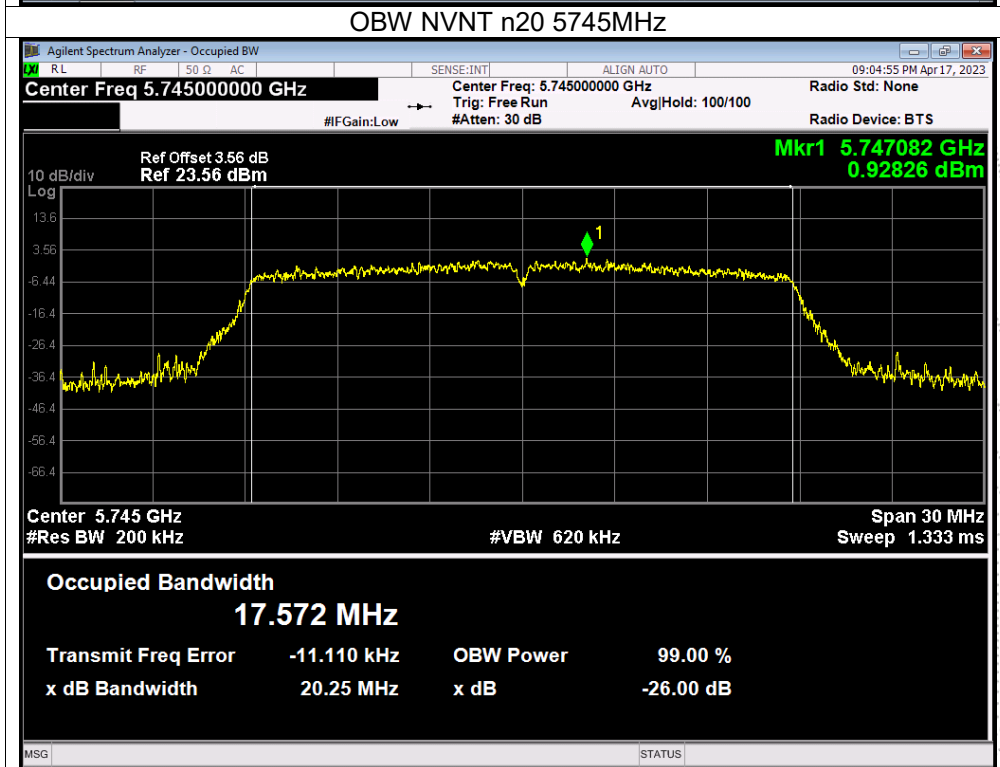 OBW NVNT n20 5745MHz
Agilent Spectrum Analyzer - Occupied BW
LXI RL RF 50 Ω AC SENSE:INT ALIGN AUTO 09:04:55 PM Apr 17, 2023
Center Freq 5.745000000 GHz Center Freq: 5.745000000 GHz Radio Std: None
Trig: Free Run Avg|Hold: 100/100
#IFGain:Low #Atten: 30 dB Radio Device: BTS
Ref Offset 3.56 dB Mkr1 5.747082 GHz
10 dB/div Ref 23.56 dBm 0.92826 dBm
Log
13.6
1
3.56
-6.44
-16.4
-26.4
-36.4
-46.4
-56.4
-66.4
Center 5.745 GHz Span 30 MHz
#Res BW 200 kHz #VBW 620 kHz Sweep 1.333 ms
Occupied Bandwidth
17.572 MHz
Transmit Freq Error -11.110 kHz OBW Power 99.00 %
x dB Bandwidth 20.25 MHz x dB -26.00 dB
MSG STATUS